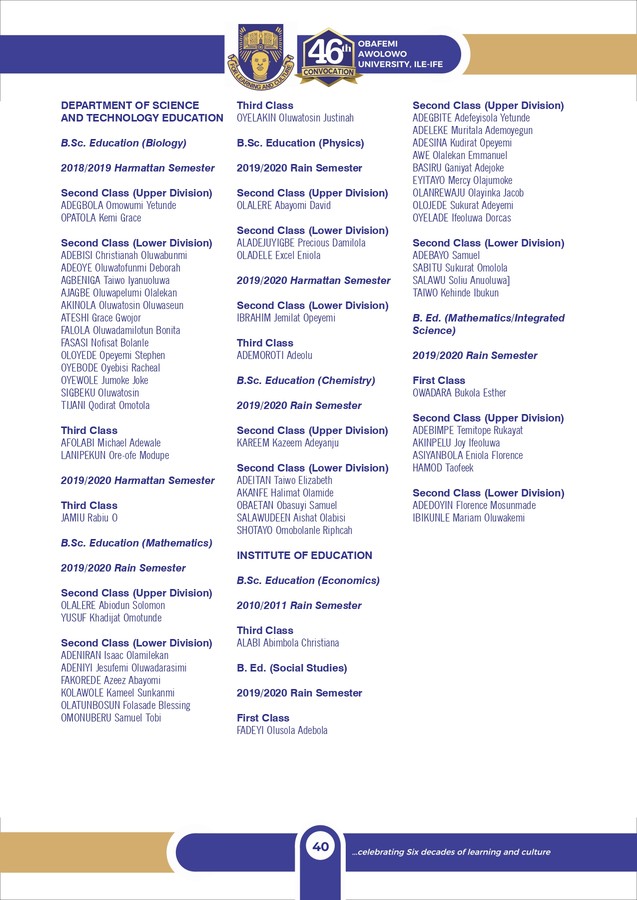 FOR LEARNING AND CULTURE
46th
CONVOCATION
OBAFEMI
AWOLOWO
UNIVERSITY, ILE-IFE
DEPARTMENT OF SCIENCE
AND TECHNOLOGY EDUCATION
B.Sc. Education (Biology)
2018/2019 Harmattan Semester
Second Class (Upper Division)
ADEGBOLA Omowumi Yetunde
OPATOLA Kemi Grace
Second Class (Lower Division)
ADEBISI Christianah Oluwabunmi
ADEOYE Oluwatofunmi Deborah
AGBENIGA Taiwo Iyanuoluwa
AJAGBE Oluwapelumi Olalekan
AKINOLA Oluwatosin Oluwaseun
ATESHI Grace Gwojor
FALOLA Oluwadamilotun Bonita
FASASI Nofisat Bolanle
OLOYEDE Opeyemi Stephen
OYEBODE Oyebisi Racheal
OYEWOLE Jumoke Joke
SIGBEKU Oluwatosin
TIJANI Qodirat Omotola
Third Class
AFOLABI Michael Adewale
LANIPEKUN Ore-ofe Modupe
2019/2020 Harmattan Semester
Third Class
JAMIU Rabiu O
B.Sc. Education (Mathematics)
2019/2020 Rain Semester
Second Class (Upper Division)
OLALERE Abiodun Solomon
YUSUF Khadijat Omotunde
Second Class (Lower Division)
ADENIRAN Isaac Olamilekan
ADENIYI Jesufemi Oluwadarasimi
FAKOREDE Azeez Abayomi
KOLAWOLE Kameel Sunkanmi
OLATUNBOSUN Folasade Blessing
OMONUBERU Samuel Tobi
Third Class
OYELAKIN Oluwatosin Justinah
B.Sc. Education (Physics)
2019/2020 Rain Semester
Second Class (Upper Division)
OLALERE Abayomi David
Second Class (Lower Division)
ALADEJUYIGBE Precious Damilola
OLADELE Excel Eniola
2019/2020 Harmattan Semester
Second Class (Lower Division)
IBRAHIM Jemilat Opeyemi
Third Class
ADEMOROTI Adeolu
B.Sc. Education (Chemistry)
2019/2020 Rain Semester
Second Class (Upper Division)
KAREEM Kazeem Adeyanju
Second Class (Lower Division)
ADEITAN Taiwo Elizabeth
AKANFE Halimat Olamide
OBAETAN Obasuyi Samuel
SALAWUDEEN Aishat Olabisi
SHOTAYO Omobolanle Riphcah
INSTITUTE OF EDUCATION
B.Sc. Education (Economics)
2010/2011 Rain Semester
Third Class
ALABI Abimbola Christiana
B. Ed. (Social Studies)
2019/2020 Rain Semester
First Class
FADEYI Olusola Adebola
Second Class (Upper Division)
ADEGBITE Adefeyisola Yetunde
ADELEKE Muritala Ademoyegun
ADESINA Kudirat Opeyemi
AWE Olalekan Emmanuel
BASIRU Ganiyat Adejoke
EYITAYO Mercy Olajumoke
OLANREWAJU Olayinka Jacob
OLOJEDE Sukurat Adeyemi
OYELADE Ifeoluwa Dorcas
Second Class (Lower Division)
ADEBAYO Samuel
SABITU Sukurat Omolola
SALAWU Soliu Anuoluwa]
TAIWO Kehinde Ibukun
B. Ed. (Mathematics/Integrated
Science)
2019/2020 Rain Semester
First Class
OWADARA Bukola Esther
Second Class (Upper Division)
ADEBIMPE Temitope Rukayat
AKINPELU Joy Ifeoluwa
ASIYANBOLA Eniola Florence
HAMOD Taofeek
Second Class (Lower Division)
ADEDOYIN Florence Mosunmade
IBIKUNLE Mariam Oluwakemi
40
...celebrating Six decades of learning and culture